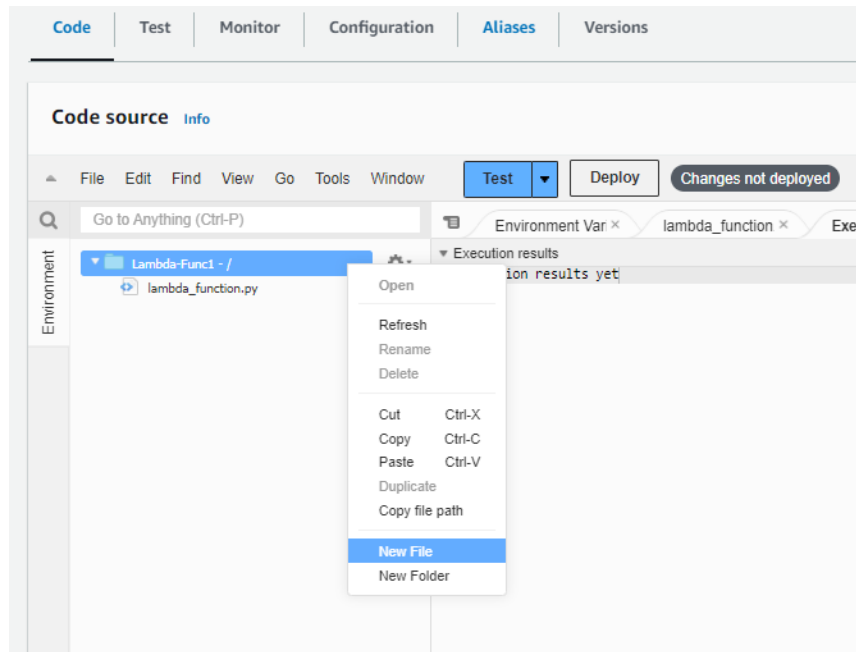 Code Test Monitor Configuration Aliases Versions
Code source Info
File Edit Find View Go Tools Window Test Deploy Changes not deployed
Go to Anything (Ctrl-P)
Environment Vari lambda_function Exe
Environment
Lambda-Func1 - /
Execution results
lambda_function.py
ion results yet
Open
Refresh
Rename
Delete
Cut Ctrl-X
Copy Ctrl-C
Paste Ctrl-V
Duplicate
Copy file path
New File
New Folder